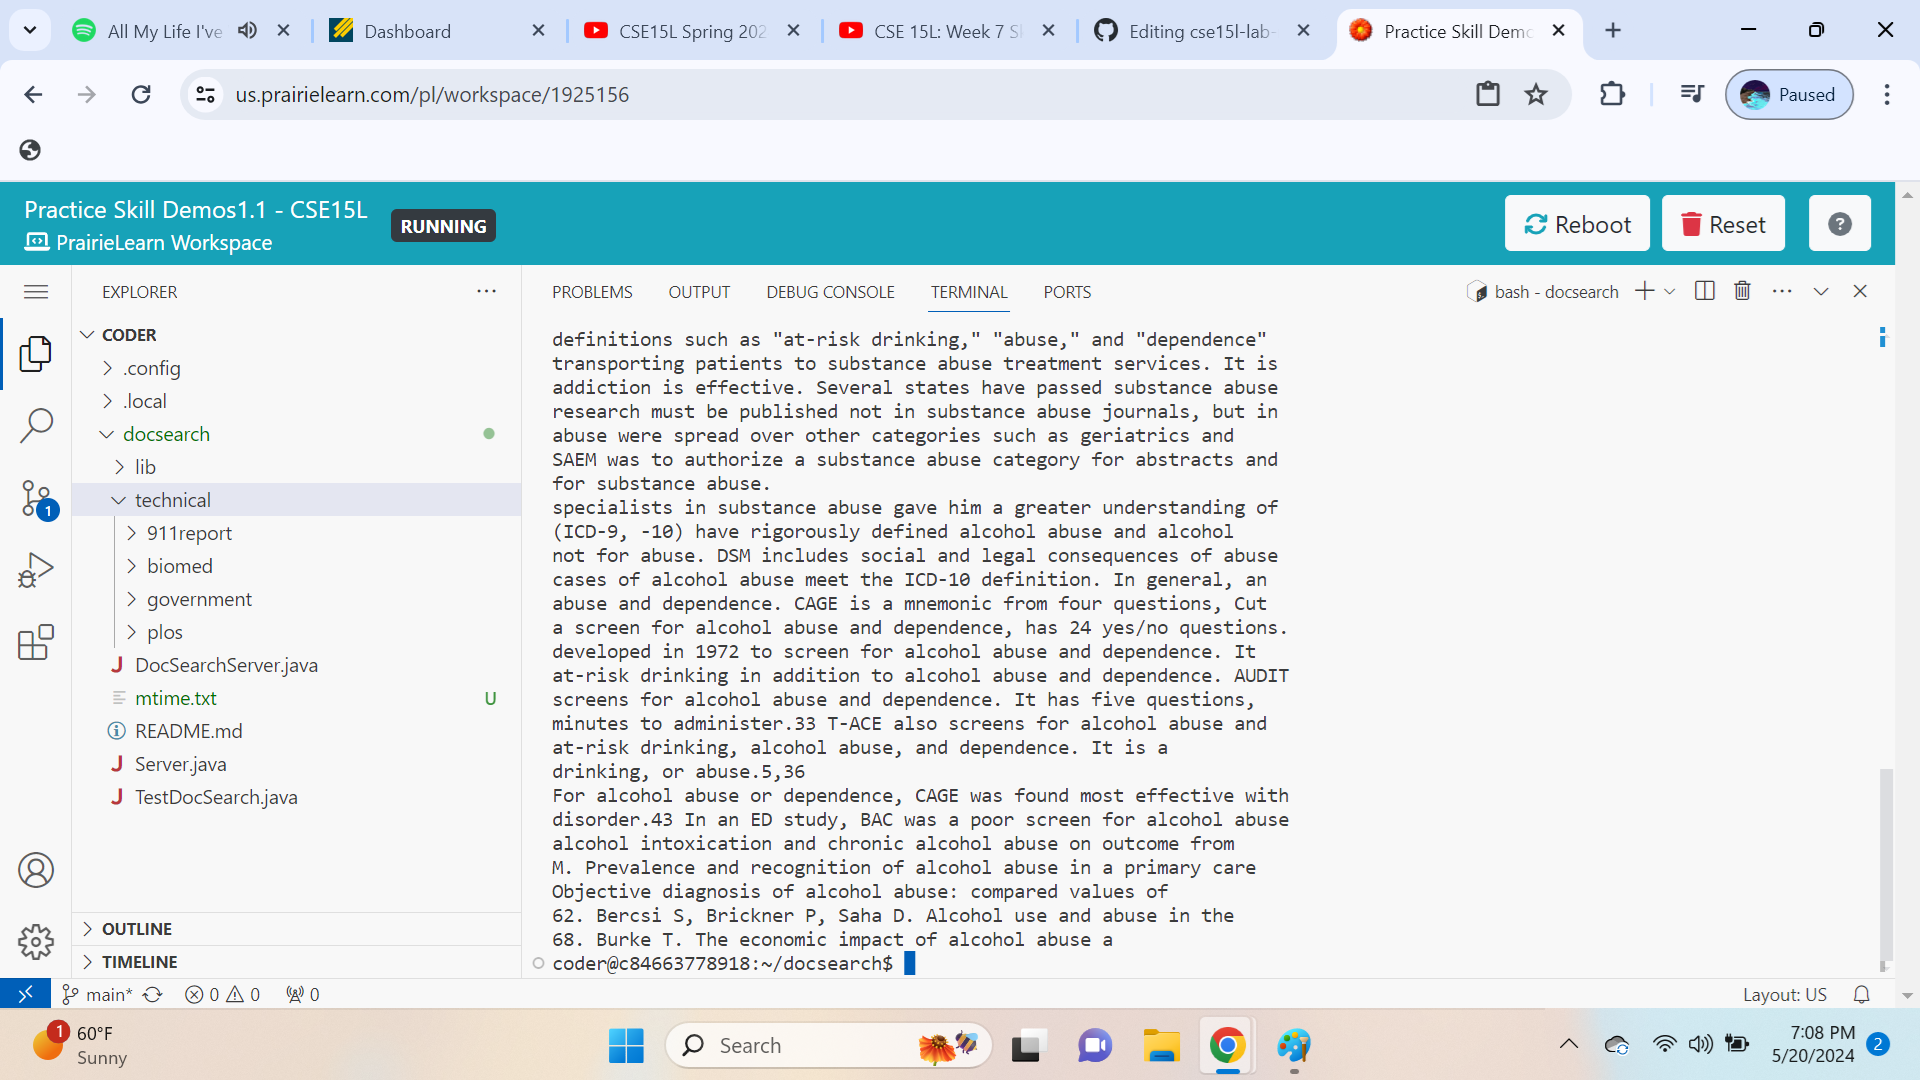 All My Life I've
Dashboard
CSE15L Spring 202
CSE 15L: Week 7 S
Editing cse15l-lab-
Practice Skill Demo
us.prairielearn.com/pl/workspace/1925156
Paused
Practice Skill Demos1.1 - CSE15L
PrairieLearn Workspace
RUNNING
Reboot
Reset
?
EXPLORER
CODER
.config
.local
docsearch
lib
technical
911report
biomed
government
plos
DocSearchServer.java
mtime.txt U
README.md
Server.java
TestDocSearch.java
OUTLINE
TIMELINE
1
PROBLEMS OUTPUT DEBUG CONSOLE TERMINAL PORTS
bash - docsearch
definitions such as "at-risk drinking," "abuse," and "dependence"
transporting patients to substance abuse treatment services. It is
addiction is effective. Several states have passed substance abuse
research must be published not in substance abuse journals, but in
abuse were spread over other categories such as geriatrics and
SAEM was to authorize a substance abuse category for abstracts and
for substance abuse.
specialists in substance abuse gave him a greater understanding of
(ICD-9, -10) have rigorously defined alcohol abuse and alcohol
not for abuse. DSM includes social and legal consequences of abuse
cases of alcohol abuse meet the ICD-10 definition. In general, an
abuse and dependence. CAGE is a mnemonic from four questions, Cut
a screen for alcohol abuse and dependence, has 24 yes/no questions.
developed in 1972 to screen for alcohol abuse and dependence. It
at-risk drinking in addition to alcohol abuse and dependence. AUDIT
screens for alcohol abuse and dependence. It has five questions,
minutes to administer.33 T-ACE also screens for alcohol abuse and
at-risk drinking, alcohol abuse, and dependence. It is a
drinking, or abuse.5,36
For alcohol abuse or dependence, CAGE was found most effective with
disorder.43 In an ED study, BAC was a poor screen for alcohol abuse
alcohol intoxication and chronic alcohol abuse on outcome from
M. Prevalence and recognition of alcohol abuse in a primary care
Objective diagnosis of alcohol abuse: compared values of
62. Bercsi S, Brickner P, Saha D. Alcohol use and abuse in the
68. Burke T. The economic impact of alcohol abuse a
coder@c84663778918:~/docsearch$
main* 0 0 0
Layout: US
1
60°F
Sunny
Search
7:08 PM
5/20/2024
2